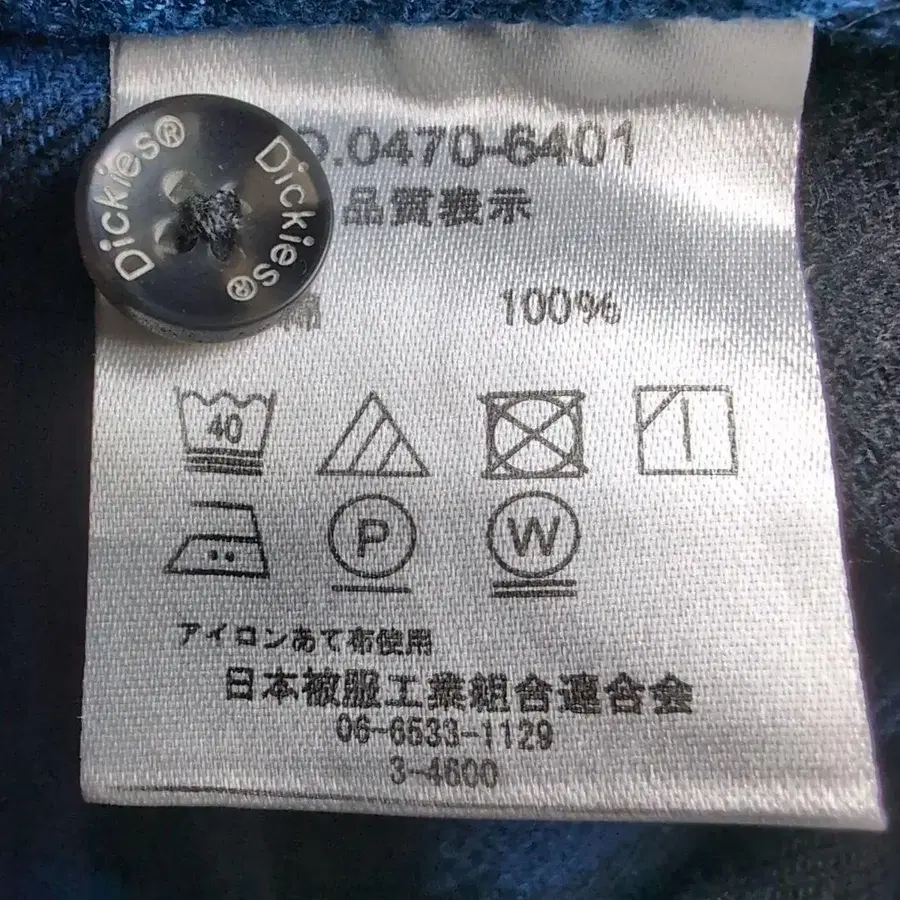 Dickies®
Dickies®
.0470-6401
品質表示
綿 100%
40
P
W
アイロンあて布使用
日本被服工業組合連合会
06-6533-1129
3-4600